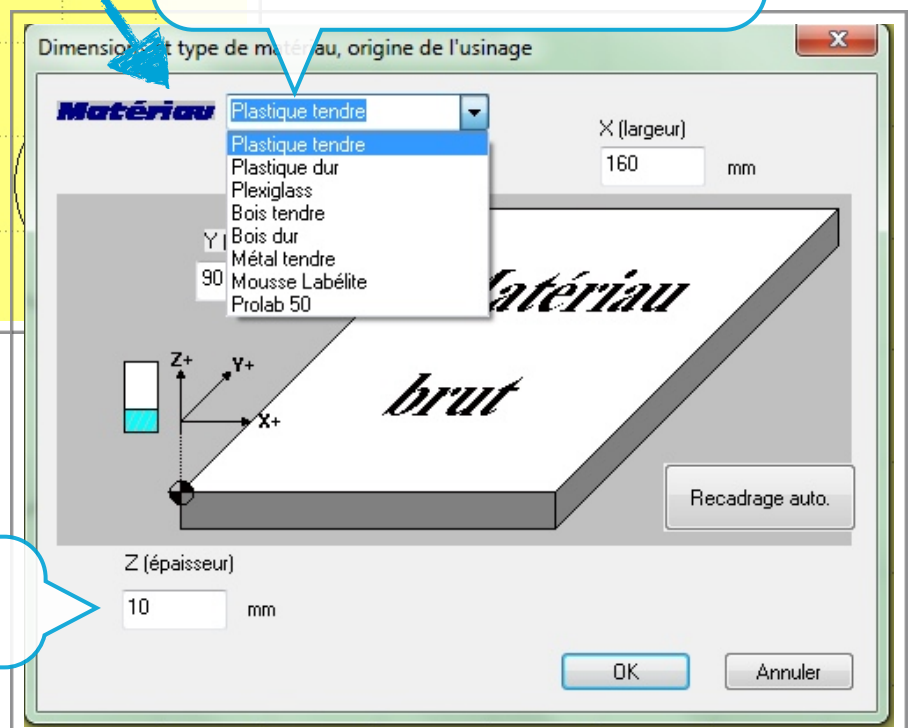 Dimensions et type de matériau, origine de l'usinage
Matériau
Plastique tendre
X (largeur)
160 mm
Plastique tendre
Plastique dur
Plexiglass
Bois tendre
Bois dur
Métal tendre
Mousse Labélite
Prolab 50
Y
90
Matériau
brut
Z+
Y+
X+
Recadrage auto.
Z (épaisseur)
10 mm
OK
Annuler